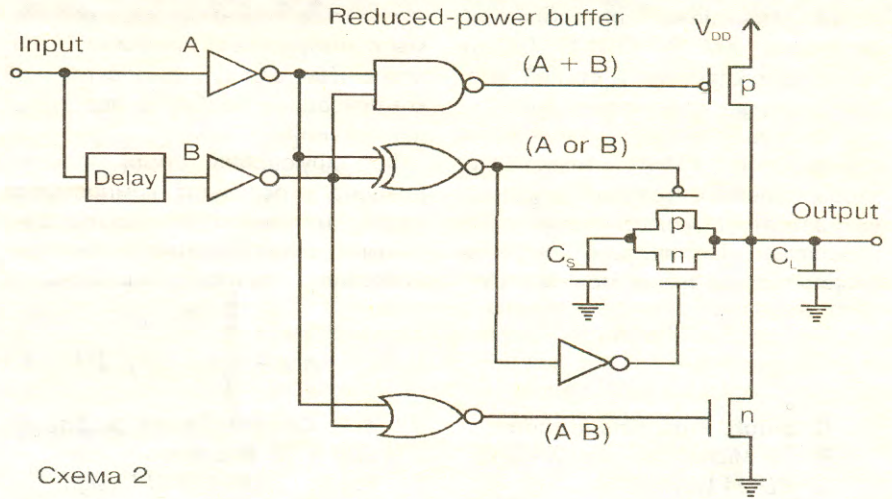 Reduced-power buffer
V_DD
Input
A
(A + B)
p
B
(A or B)
Delay
p
n
Output
C_S
C_L
n
(A B)
Схема 2